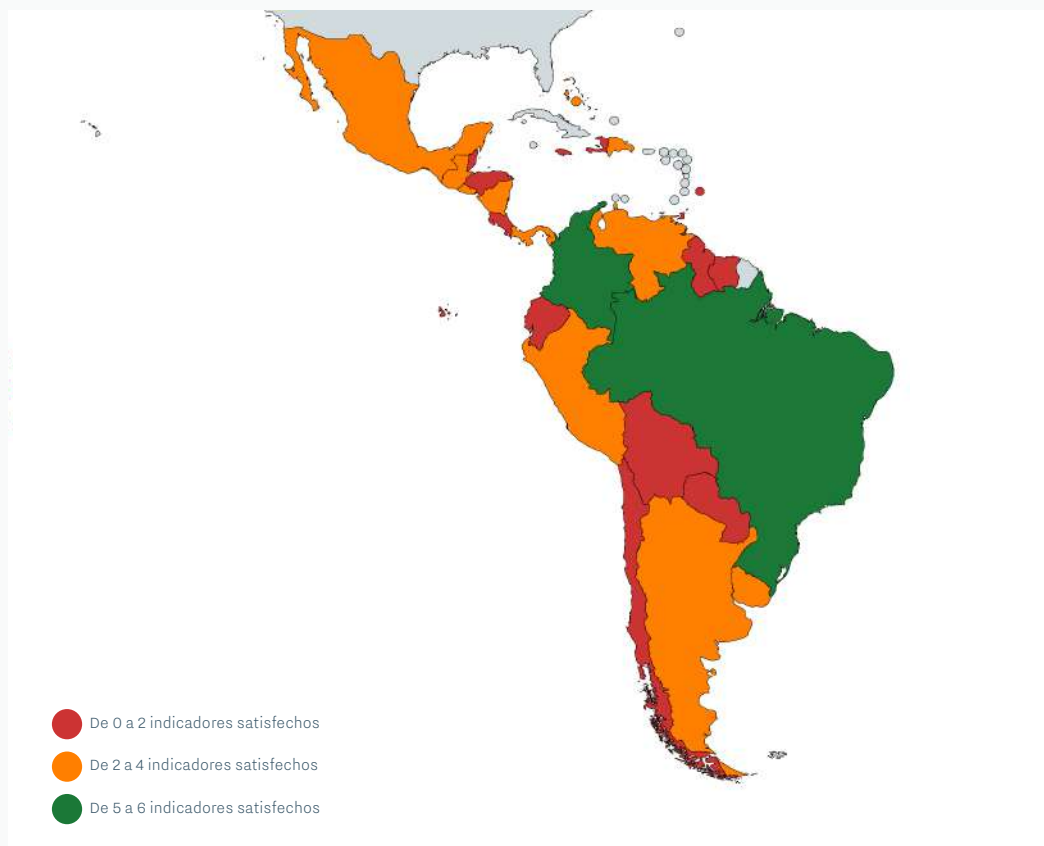 De 0 a 2 indicadores satisfechos
De 2 a 4 indicadores satisfechos
De 5 a 6 indicadores satisfechos